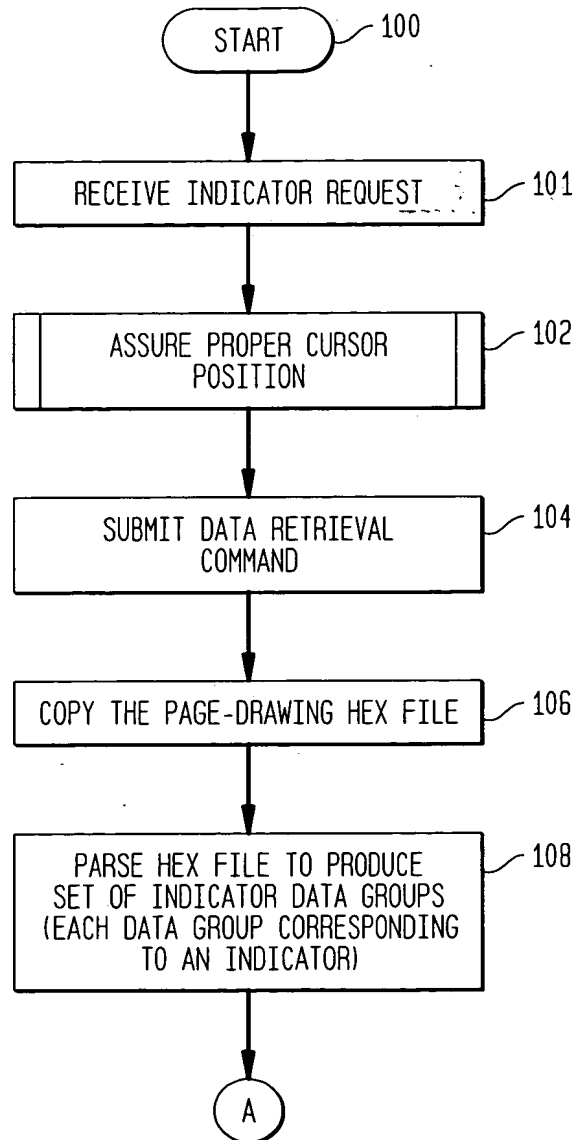 START
100
RECEIVE INDICATOR REQUEST
101
ASSURE PROPER CURSOR
POSITION
102
SUBMIT DATA RETRIEVAL
COMMAND
104
COPY THE PAGE-DRAWING HEX FILE
106
PARSE HEX FILE TO PRODUCE
SET OF INDICATOR DATA GROUPS
(EACH DATA GROUP CORRESPONDING
TO AN INDICATOR)
108
A